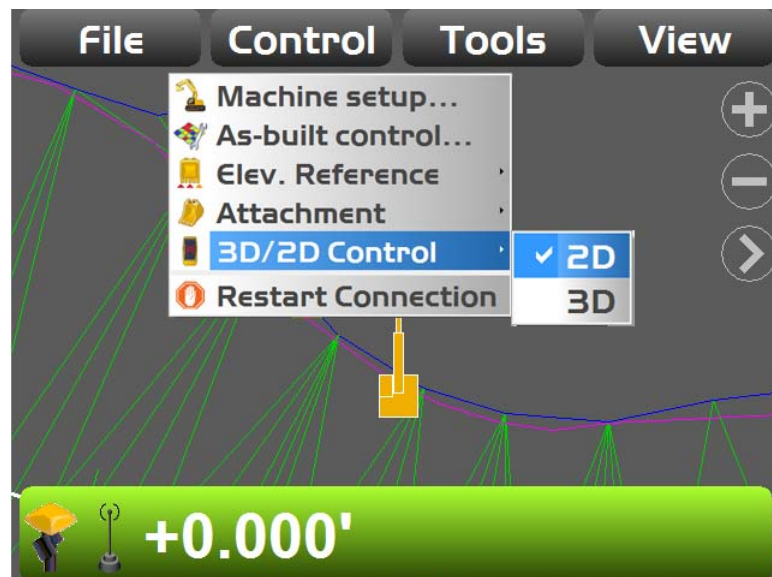 File Control Tools View
Machine setup...
As-built control...
Elev. Reference
Attachment
3D/2D Control
2D
3D
Restart Connection
+0.000'